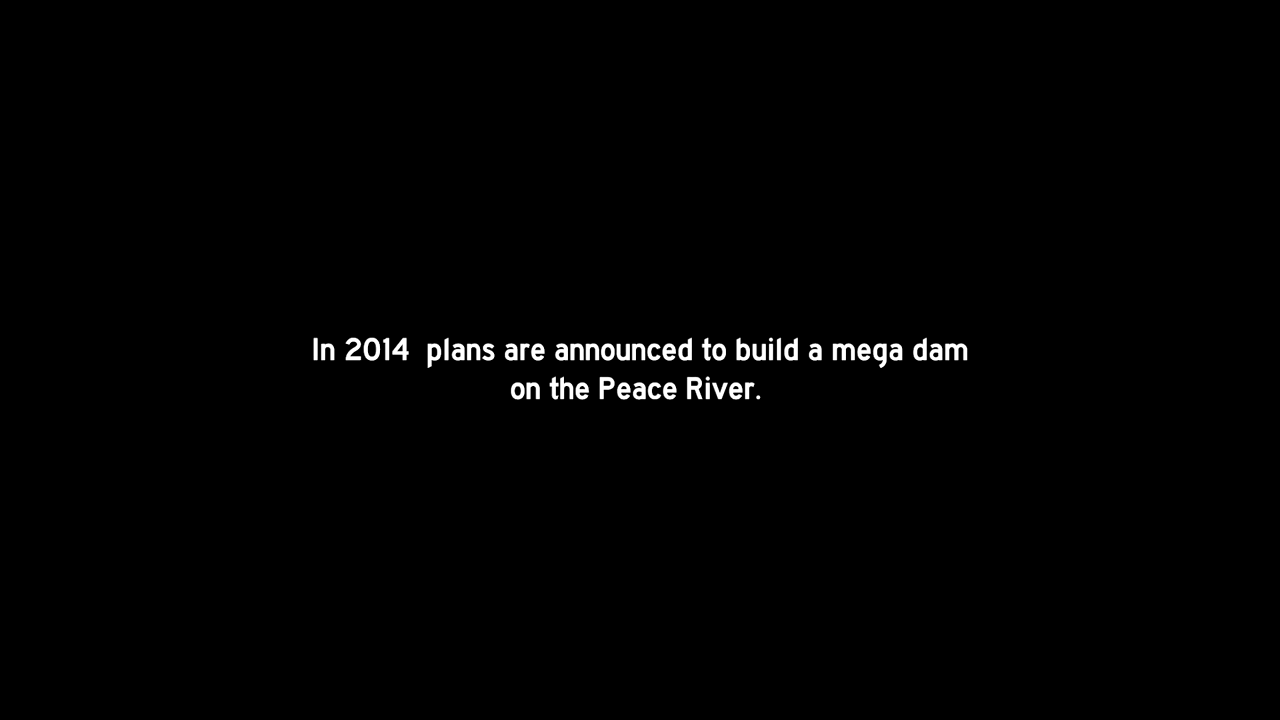 In 2014  plans are announced to build a mega dam
on the Peace River.